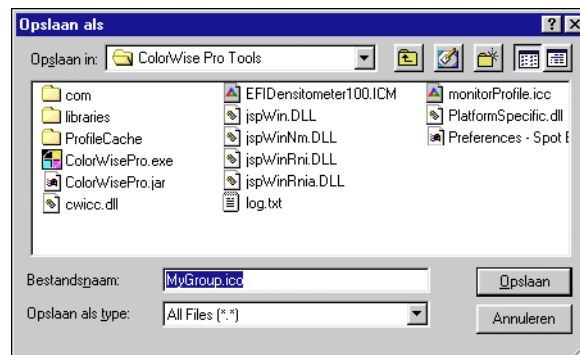 Opslaan als
Opslaan in: ColorWise Pro Tools
com
libraries
ProfileCache
ColorWisePro.exe
ColorWisePro.jar
cwicc.dll
EFIDensitometer100.ICM
jspWin.DLL
jspWinNm.DLL
jspWinRni.DLL
jspWinRnia.DLL
log.txt
monitorProfile.icc
PlatformSpecific.dll
Preferences - Spot
Bestandsnaam: MyGroup.ico
Opslaan
Opslaan als type: All Files (*.*)
Annuleren